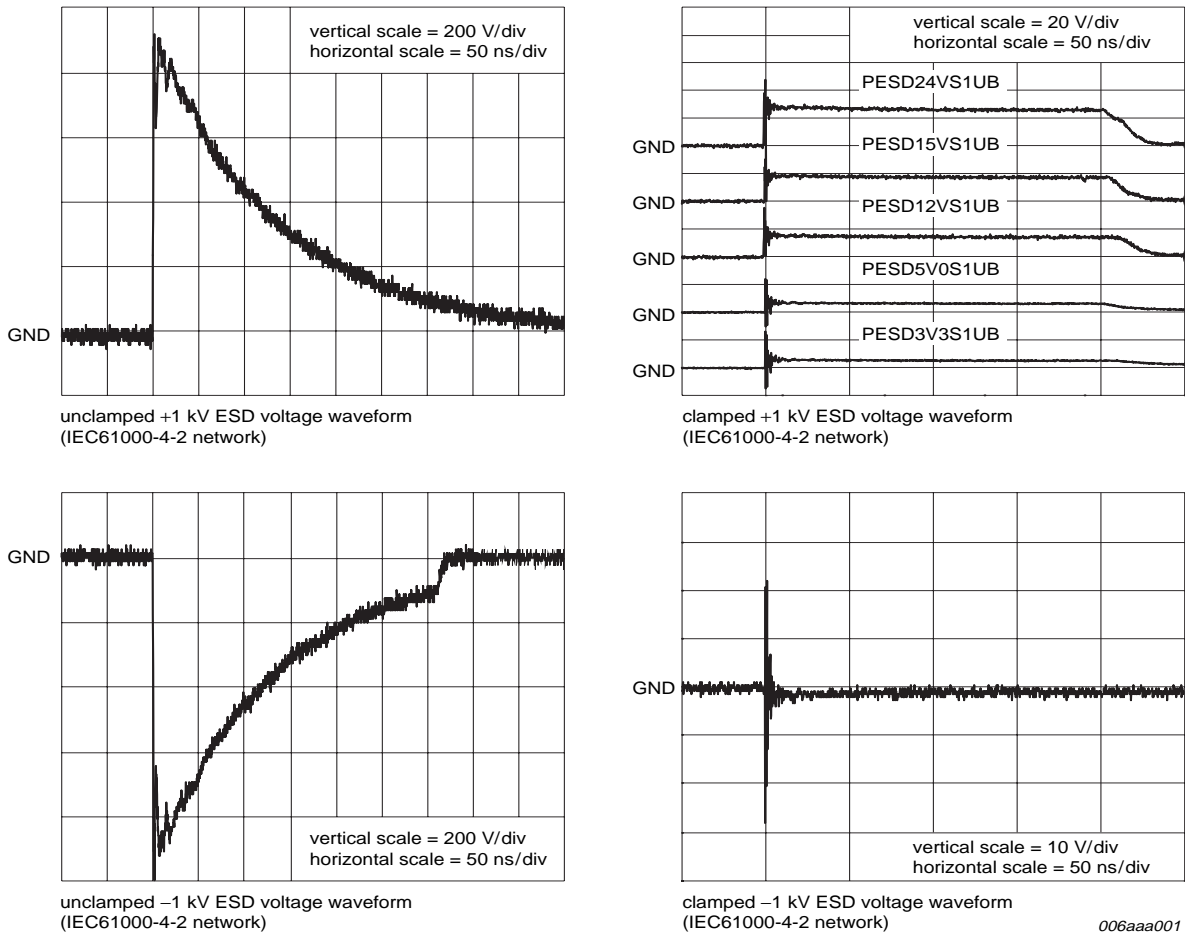 vertical scale = 200 V/div
horizontal scale = 50 ns/div
GND
unclamped +1 kV ESD voltage waveform
(IEC61000-4-2 network)
vertical scale = 20 V/div
horizontal scale = 50 ns/div
PESD24VS1UB
GND
PESD15VS1UB
GND
PESD12VS1UB
GND
PESD5V0S1UB
GND
PESD3V3S1UB
GND
clamped +1 kV ESD voltage waveform
(IEC61000-4-2 network)
GND
vertical scale = 200 V/div
horizontal scale = 50 ns/div
unclamped −1 kV ESD voltage waveform
(IEC61000-4-2 network)
GND
vertical scale = 10 V/div
horizontal scale = 50 ns/div
clamped −1 kV ESD voltage waveform
(IEC61000-4-2 network)
006aaa001